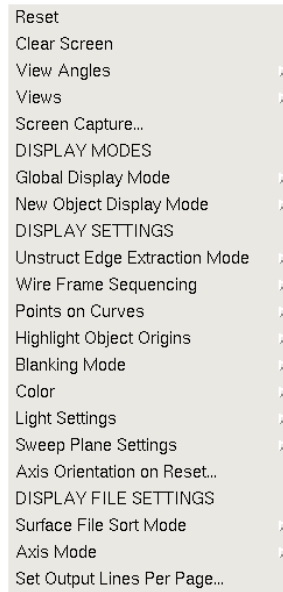 Reset
Clear Screen
View Angles
Views
Screen Capture...
DISPLAY MODES
Global Display Mode
New Object Display Mode
DISPLAY SETTINGS
Unstruct Edge Extraction Mode
Wire Frame Sequencing
Points on Curves
Highlight Object Origins
Blanking Mode
Color
Light Settings
Sweep Plane Settings
Axis Orientation on Reset...
DISPLAY FILE SETTINGS
Surface File Sort Mode
Axis Mode
Set Output Lines Per Page...